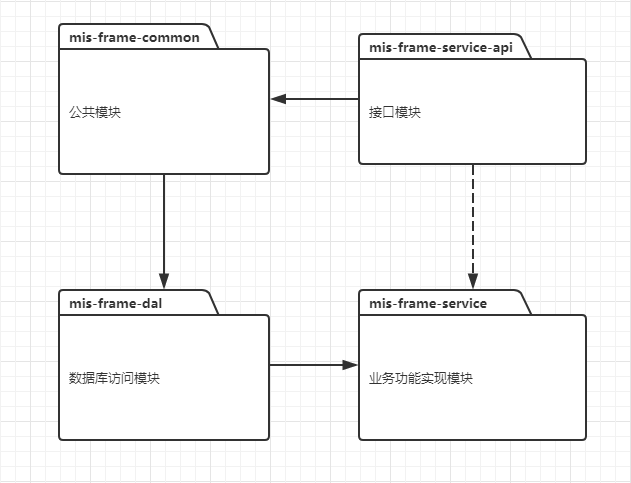 mis-frame-common
公共模块
mis-frame-service-api
接口模块
mis-frame-dal
数据库访问模块
mis-frame-service
业务功能实现模块